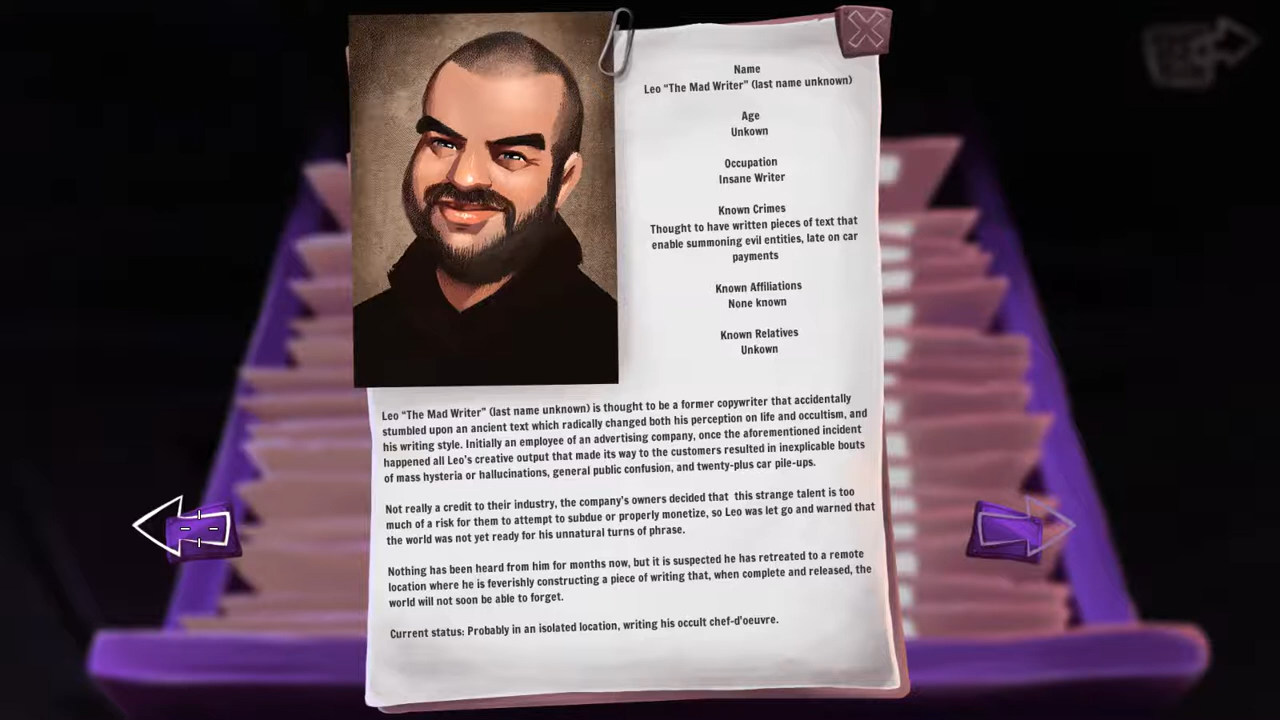 Name
Leo “The Mad Writer” (last name unknown)
Age
Unkown
Occupation
Insane Writer
Known Crimes
Thought to have written pieces of text that
enable summoning evil entities, late on car
payments
Known Affiliations
None known
Known Relatives
Unkown
Leo “The Mad Writer” (last name unknown) is thought to be a former copywriter that accidentally
stumbled upon an ancient text which radically changed both his perception on life and occultism, and
his writing style. Initially an employee of an advertising company, once the aforementioned incident
happened all Leo's creative output that made its way to the customers resulted in inexplicable bouts
of mass hysteria or hallucinations, general public confusion, and twenty-plus car pile-ups.
Not really a credit to their industry, the company's owners decided that this strange talent is too
much of a risk for them to attempt to subdue or properly monetize, so Leo was let go and warned that
the world was not yet ready for his unnatural turns of phrase.
Nothing has been heard from him for months now, but it is suspected he has retreated to a remote
location where he is feverishly constructing a piece of writing that, when complete and released, the
world will not soon be able to forget.
Current status: Probably in an isolated location, writing his occult chef-d'oeuvre.